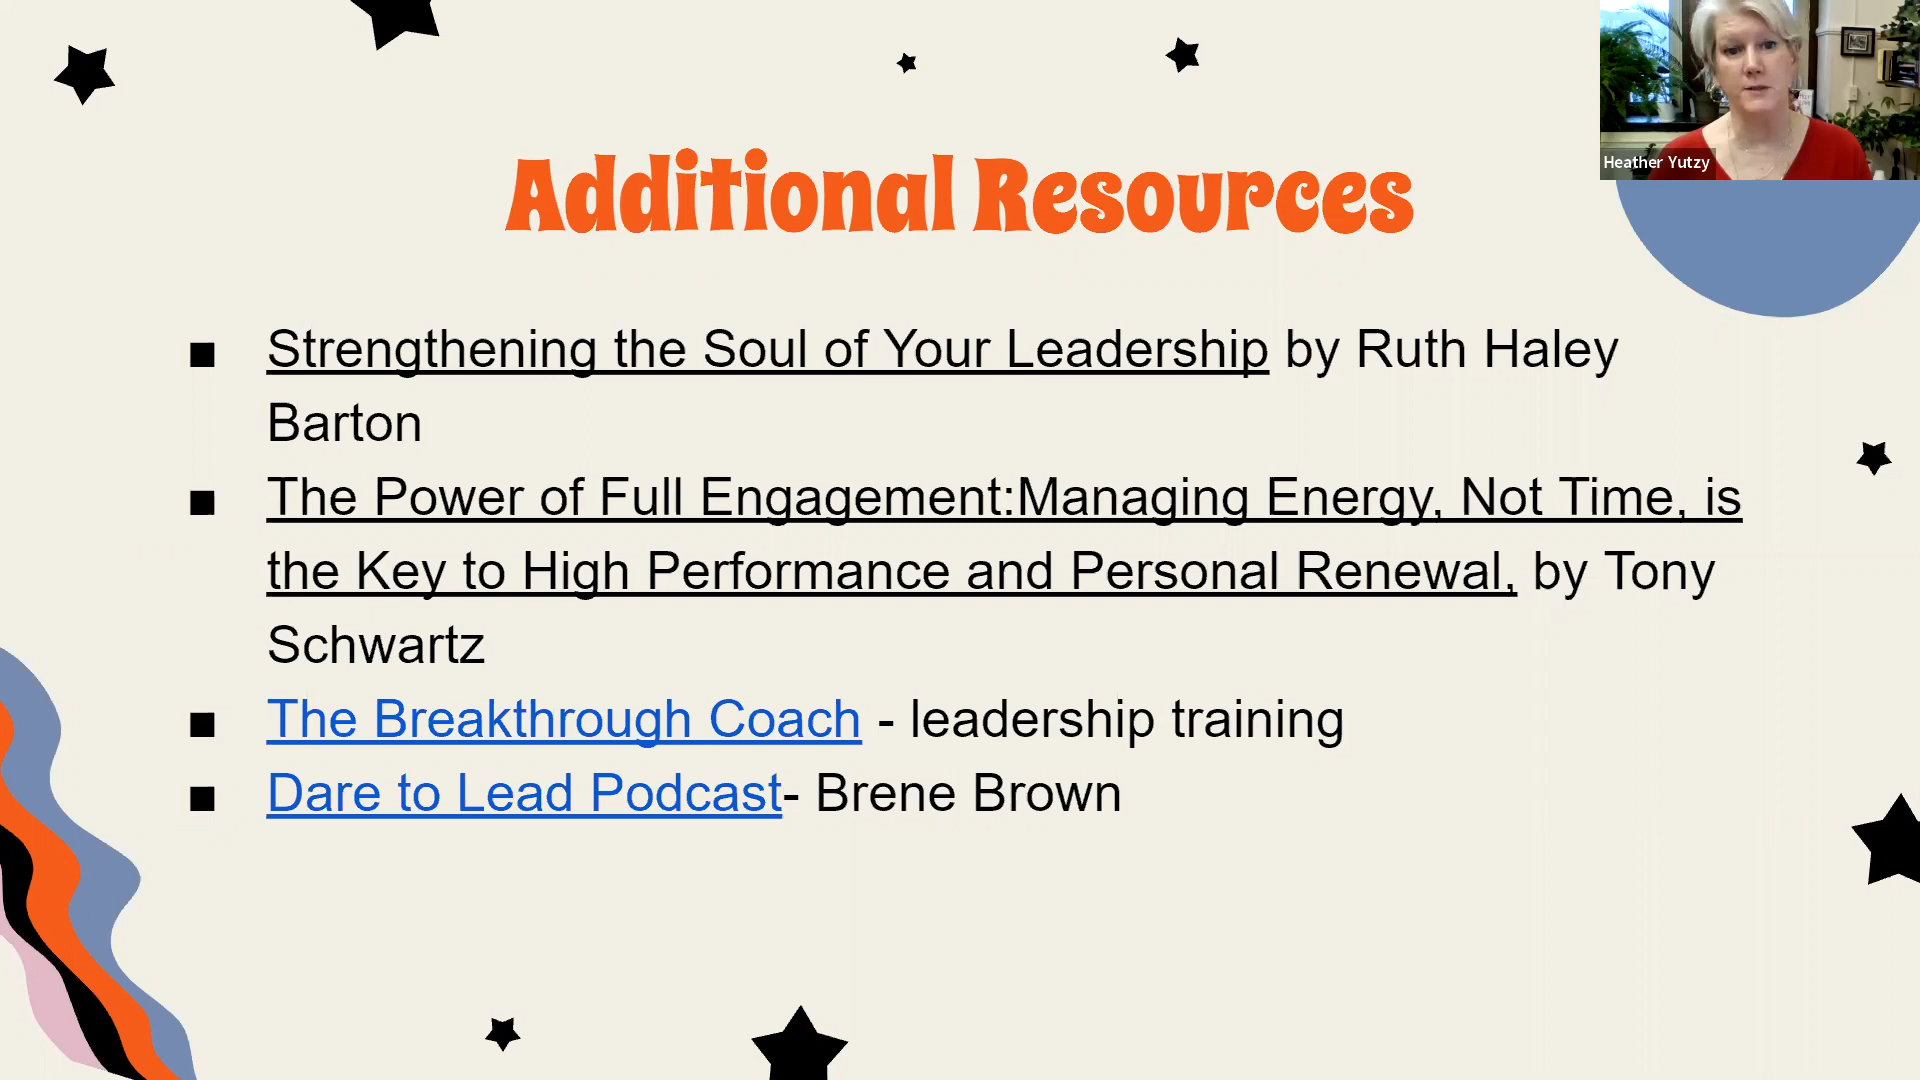 Heather Yutzy
Additional Resources
■ Strengthening the Soul of Your Leadership by Ruth Haley
Barton
■ The Power of Full Engagement:Managing Energy, Not Time, is
the Key to High Performance and Personal Renewal, by Tony
Schwartz
■ The Breakthrough Coach - leadership training
■ Dare to Lead Podcast- Brene Brown